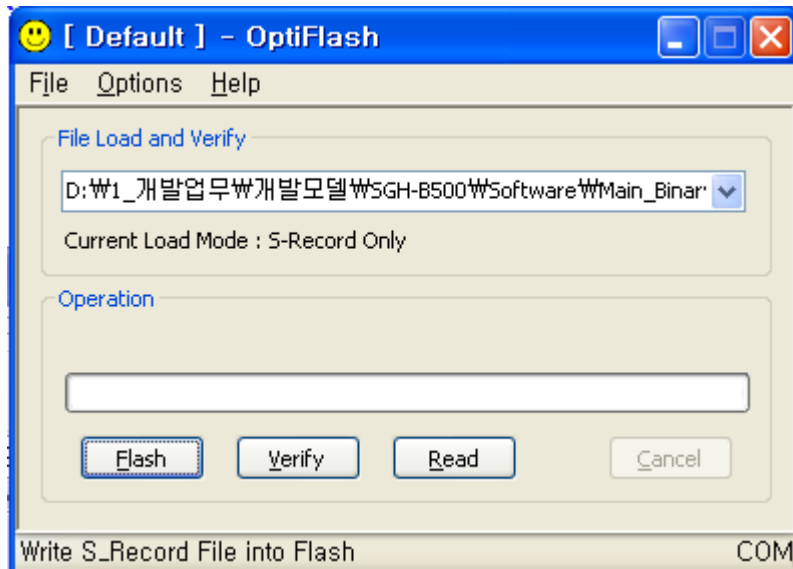 [ Default ] - OptiFlash
File Options Help
File Load and Verify
D:₩1_개발업무₩개발모델₩SGH-B500₩Software₩Main_Binar
Current Load Mode : S-Record Only
Operation
Flash Verify Read Cancel
Write S_Record File into Flash COM